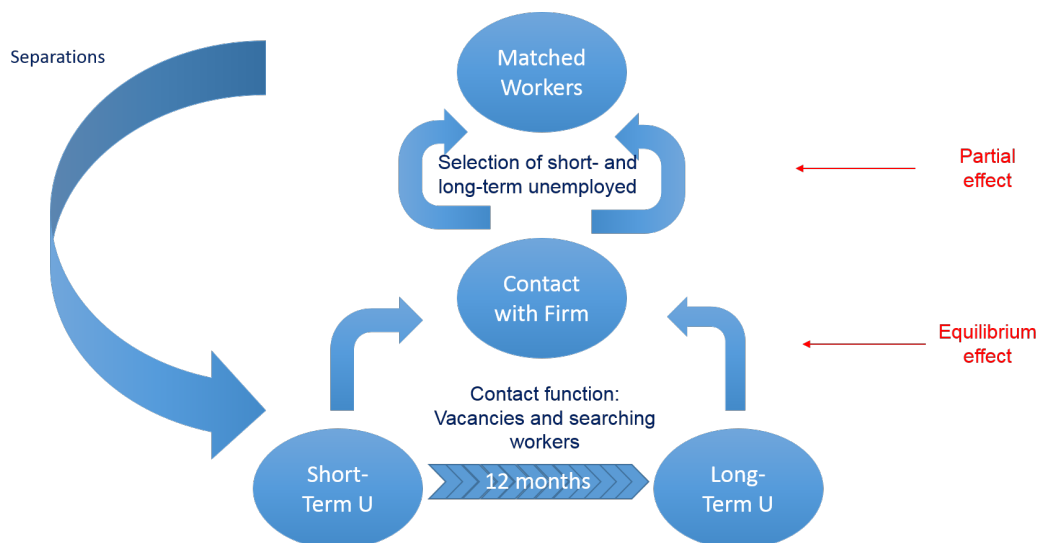 Separations
Matched
Workers
Selection of short- and
long-term unemployed
Partial
effect
Contact
with Firm
Equilibrium
effect
Contact function:
Vacancies and searching
workers
Short-
Term U
12 months
Long-
Term U